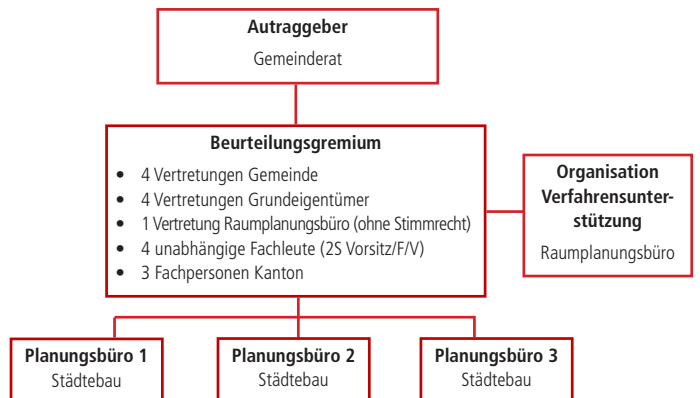 Autraggeber
Gemeinderat
Beurteilungsgremium
• 4 Vertretungen Gemeinde
• 4 Vertretungen Grundeigentümer
• 1 Vertretung Raumplanungsbüro (ohne Stimmrecht)
• 4 unabhängige Fachleute (2S Vorsitz/F/V)
• 3 Fachpersonen Kanton
Organisation
Verfahrensunter-
stützung
Raumplanungsbüro
Planungsbüro 1
Städtebau
Planungsbüro 2
Städtebau
Planungsbüro 3
Städtebau